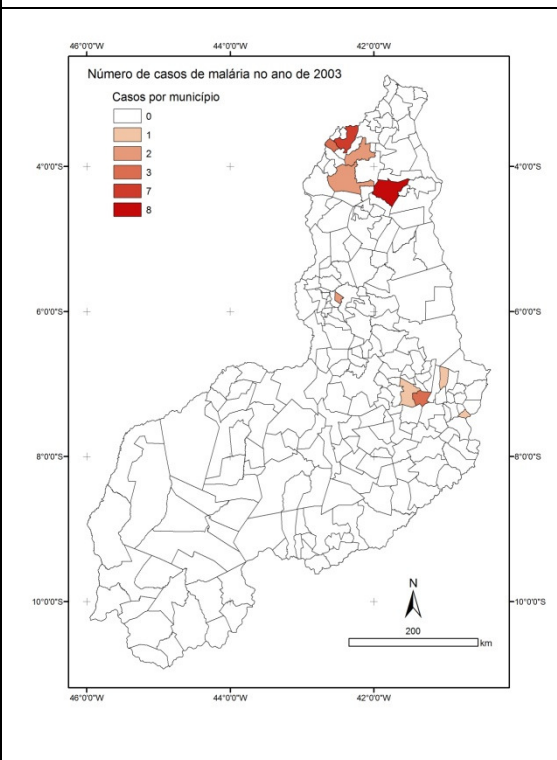 46°0'0"W 44°0'0"W 42°0'0"W
Número de casos de malária no ano de 2003
Casos por município
0
1
2
3
7
8
4°0'0"S 4°0'0"S
6°0'0"S 6°0'0"S
8°0'0"S 8°0'0"S
10°0'0"S 10°0'0"S
N
200
km
46°0'0"W 44°0'0"W 42°0'0"W